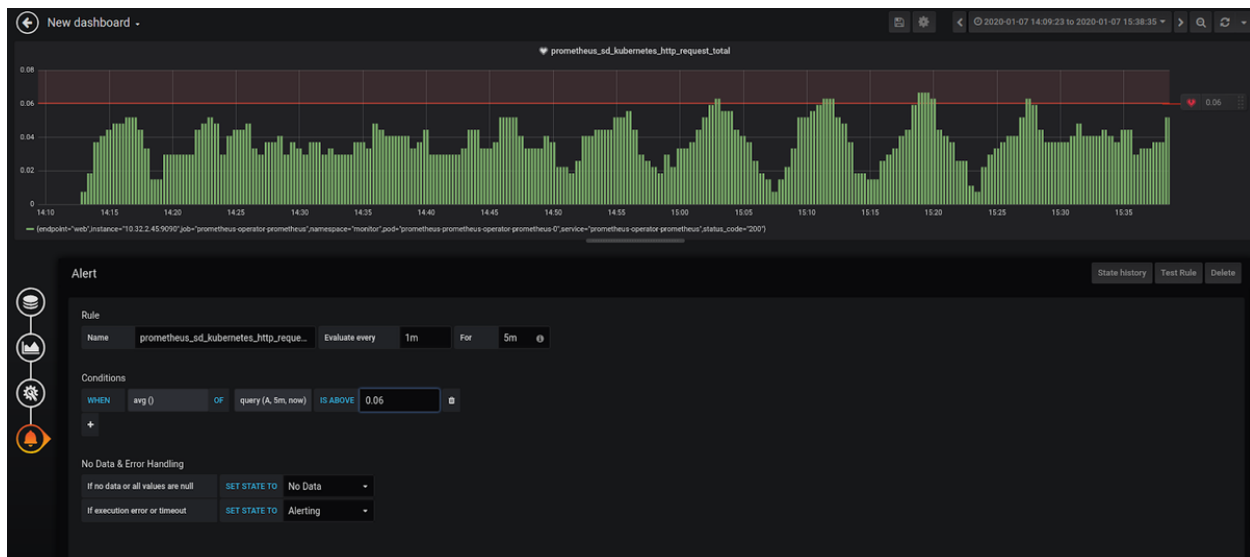 New dashboard
2020-01-07 14:09:23 to 2020-01-07 15:38:35
prometheus_sd_kubernetes_http_request_total
0.08
0.06
0.06
0.04
0.02
0
14:10 14:15 14:20 14:25 14:30 14:35 14:40 14:45 14:50 14:55 15:00 15:05 15:10 15:15 15:20 15:25 15:30 15:35
{endpoint="web",instance="10.32.2.45:9090",job="prometheus-operator-prometheus",namespace="monitor",pod="prometheus-prometheus-operator-prometheus-0",service="prometheus-operator-prometheus",status_code="200"}
Alert State history Test Rule Delete
Rule
Name prometheus_sd_kubernetes_http_reque... Evaluate every 1m For 5m
Conditions
WHEN avg () OF query (A, 5m, now) IS ABOVE 0.06
+
No Data & Error Handling
If no data or all values are null SET STATE TO No Data
If execution error or timeout SET STATE TO Alerting